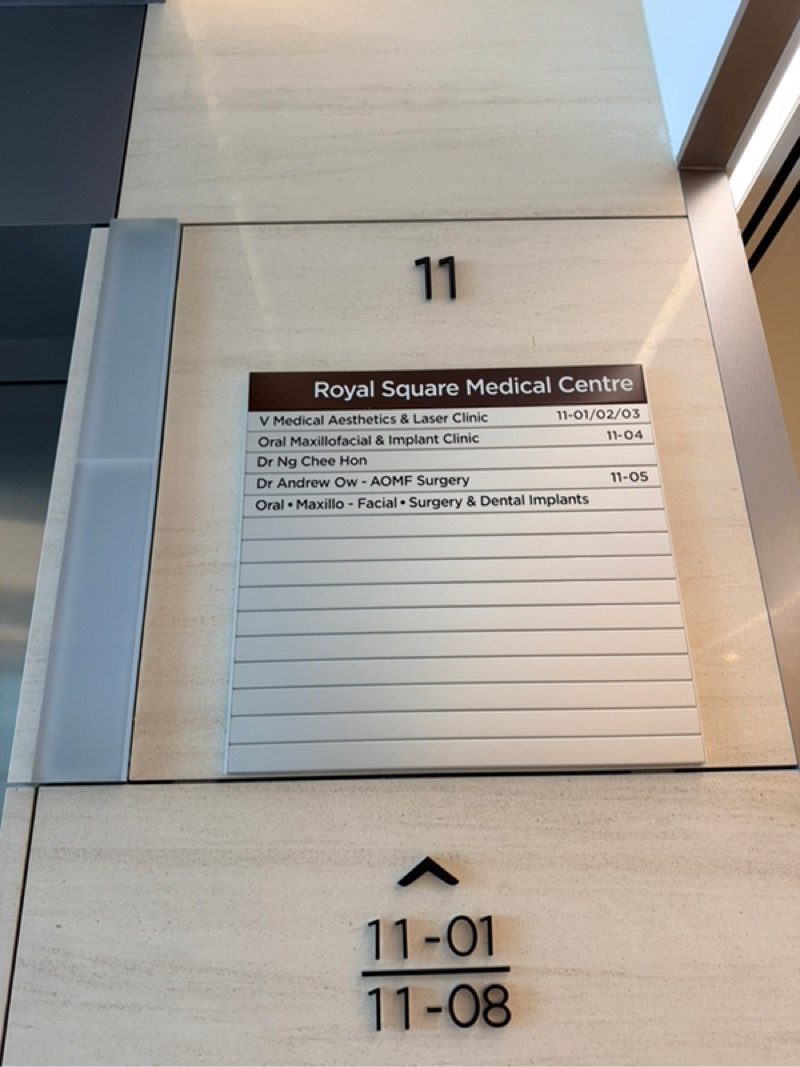 11
Royal Square Medical Centre
V Medical Aesthetics & Laser Clinic 11-01/02/03
Oral Maxillofacial & Implant Clinic 11-04
Dr Ng Chee Hon
Dr Andrew Ow - AOMF Surgery 11-05
Oral • Maxillo - Facial • Surgery & Dental Implants
11-01
11-08